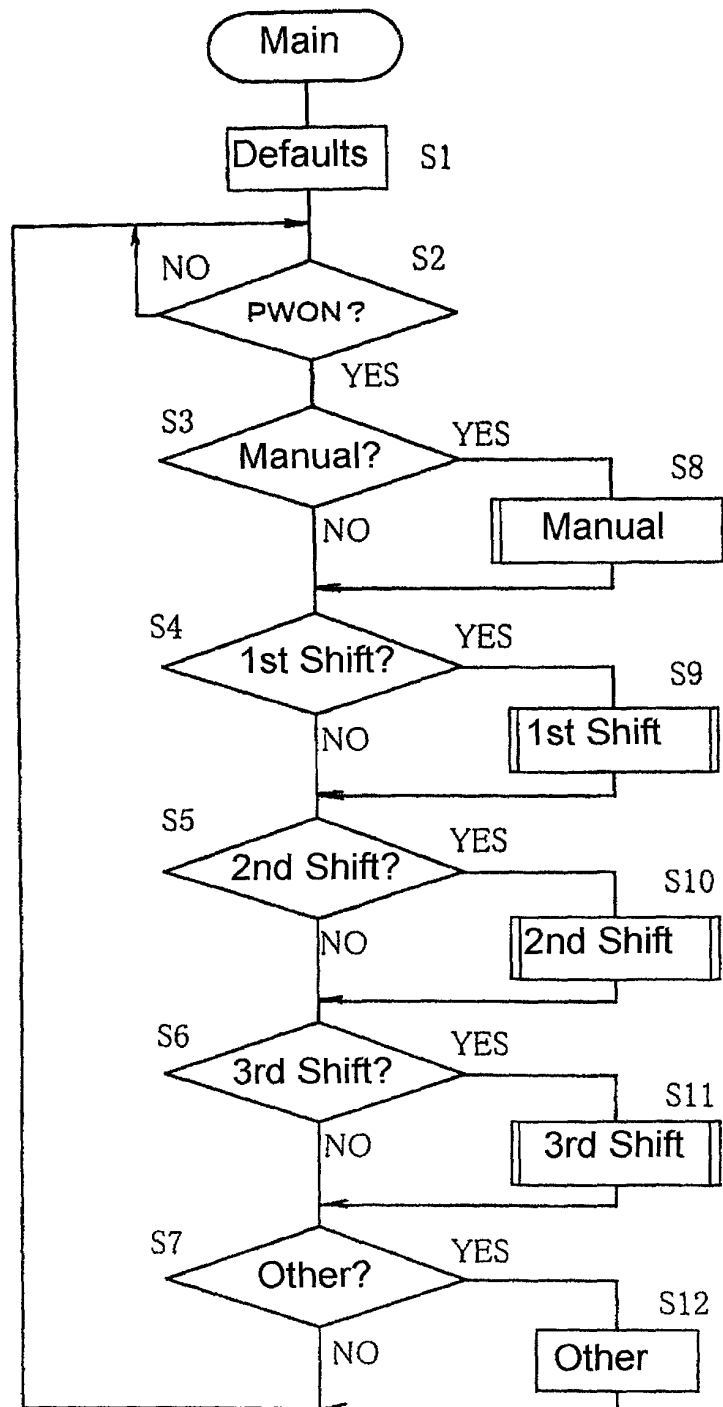 Main
Defaults S1
NO S2
PWON?
YES
S3 YES
Manual?
S8
Manual
NO
S4 YES
1st Shift?
S9
1st Shift
NO
S5 YES
2nd Shift?
S10
2nd Shift
NO
S6 YES
3rd Shift?
S11
3rd Shift
NO
S7 YES
Other?
S12
NO Other